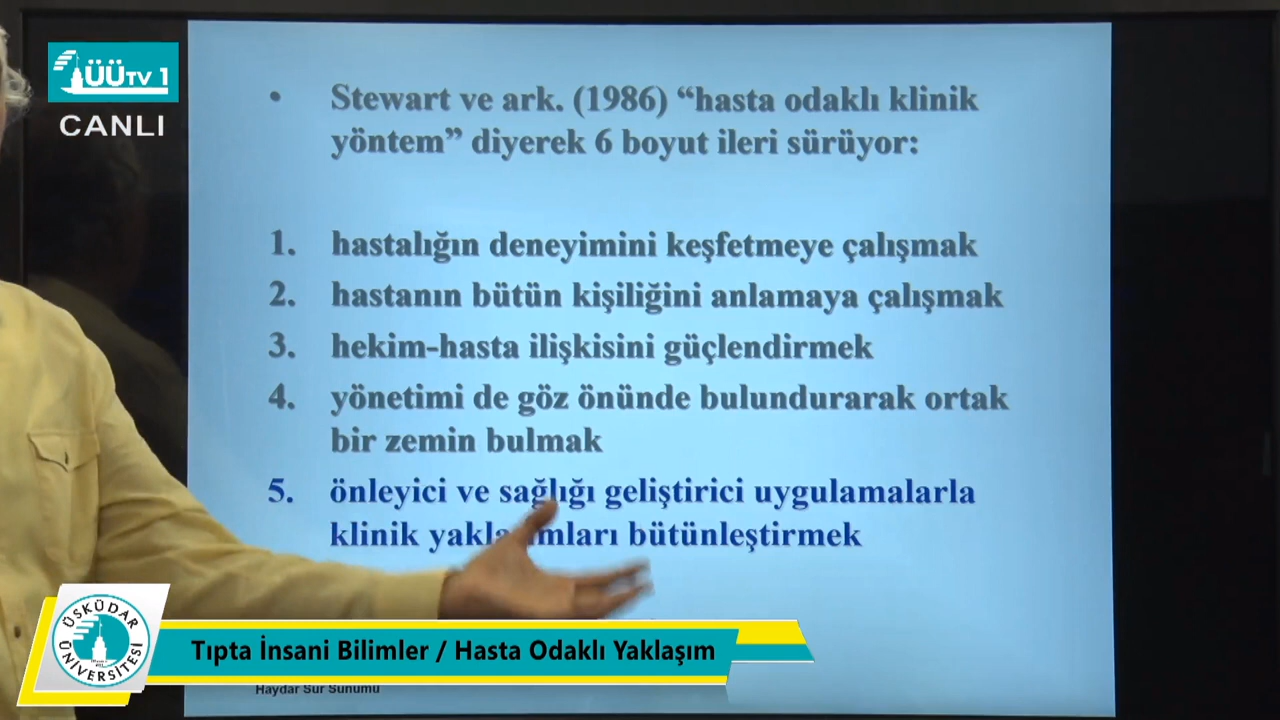 ÜÜTV 1
CANLI
• Stewart ve ark. (1986) “hasta odaklı klinik
yöntem” diyerek 6 boyut ileri sürüyor:
1. hastalığın deneyimini keşfetmeye çalışmak
2. hastanın bütün kişiliğini anlamaya çalışmak
3. hekim-hasta ilişkisini güçlendirmek
4. yönetimi de göz önünde bulundurarak ortak
bir zemin bulmak
5. önleyici ve sağlığı geliştirici uygulamalarla
klinik yaklaşımları bütünleştirmek
ÜSKÜDAR
ÜNİVERSİTESİ
Tıpta İnsani Bilimler / Hasta Odaklı Yaklaşım
Haydar Sur Sunumu